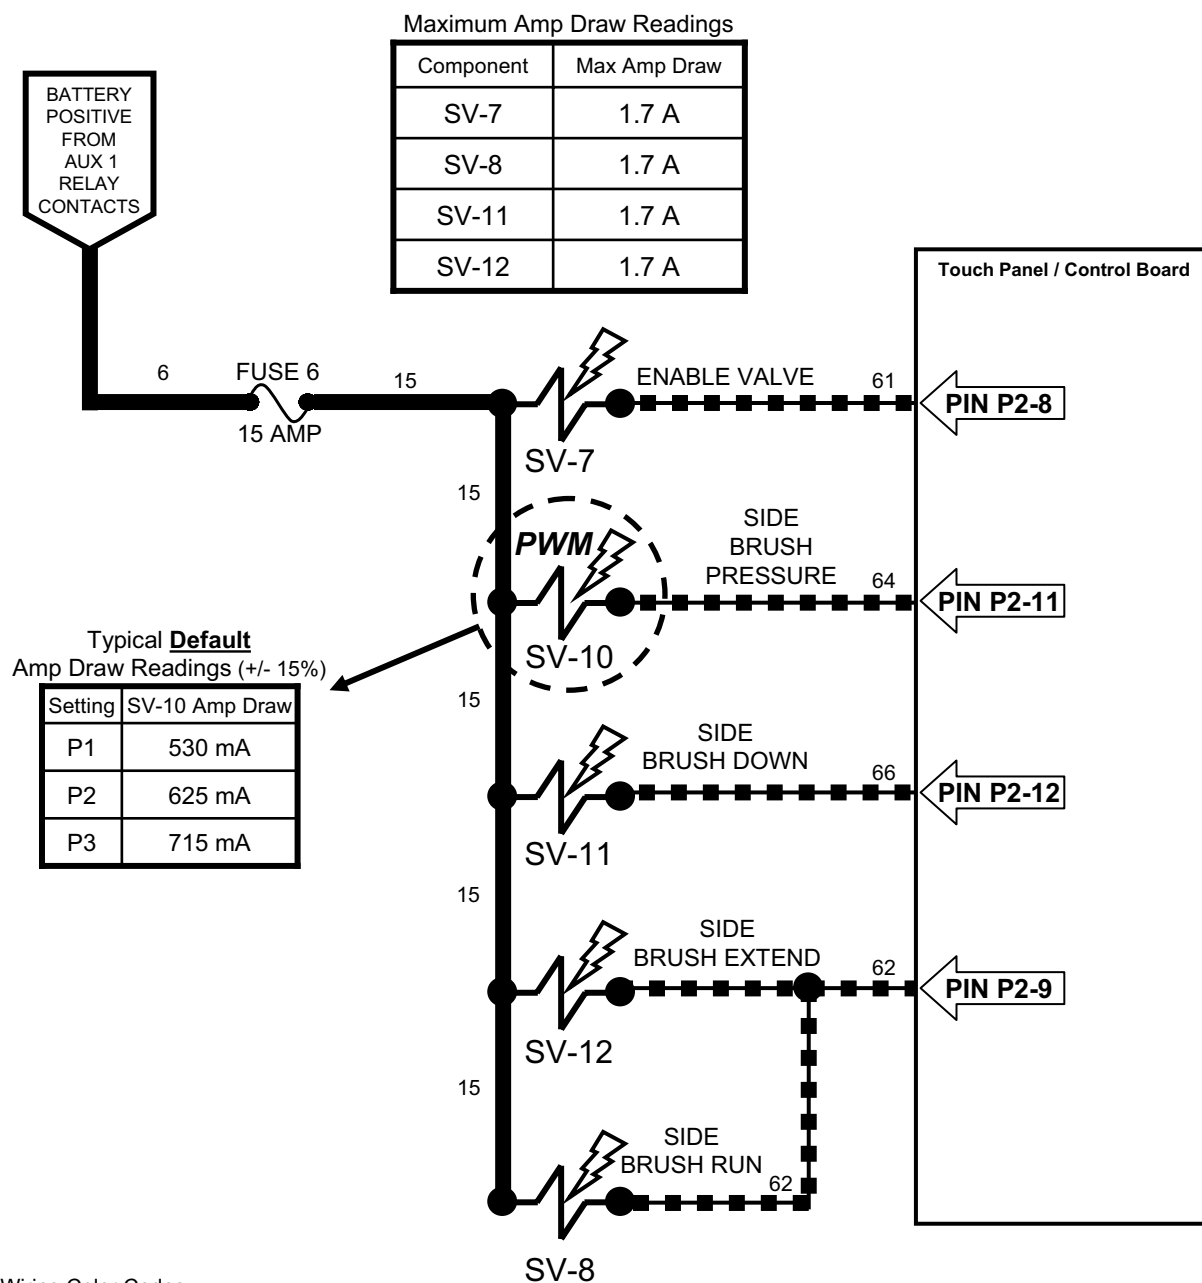 Maximum Amp Draw Readings
Component Max Amp Draw
SV-7 1.7 A
SV-8 1.7 A
SV-11 1.7 A
SV-12 1.7 A
BATTERY
POSITIVE
FROM
AUX 1
RELAY
CONTACTS
Touch Panel / Control Board
6
FUSE 6
15 AMP
15
ENABLE VALVE
61
PIN P2-8
SV-7
15
PWM
SIDE
BRUSH
PRESSURE
64
PIN P2-11
SV-10
Typical Default
Amp Draw Readings (+/- 15%)
Setting SV-10 Amp Draw
P1 530 mA
P2 625 mA
P3 715 mA
15
SIDE
BRUSH DOWN
66
PIN P2-12
SV-11
15
SIDE
BRUSH EXTEND
62
PIN P2-9
SV-12
15
SIDE
BRUSH RUN
62
SV-8